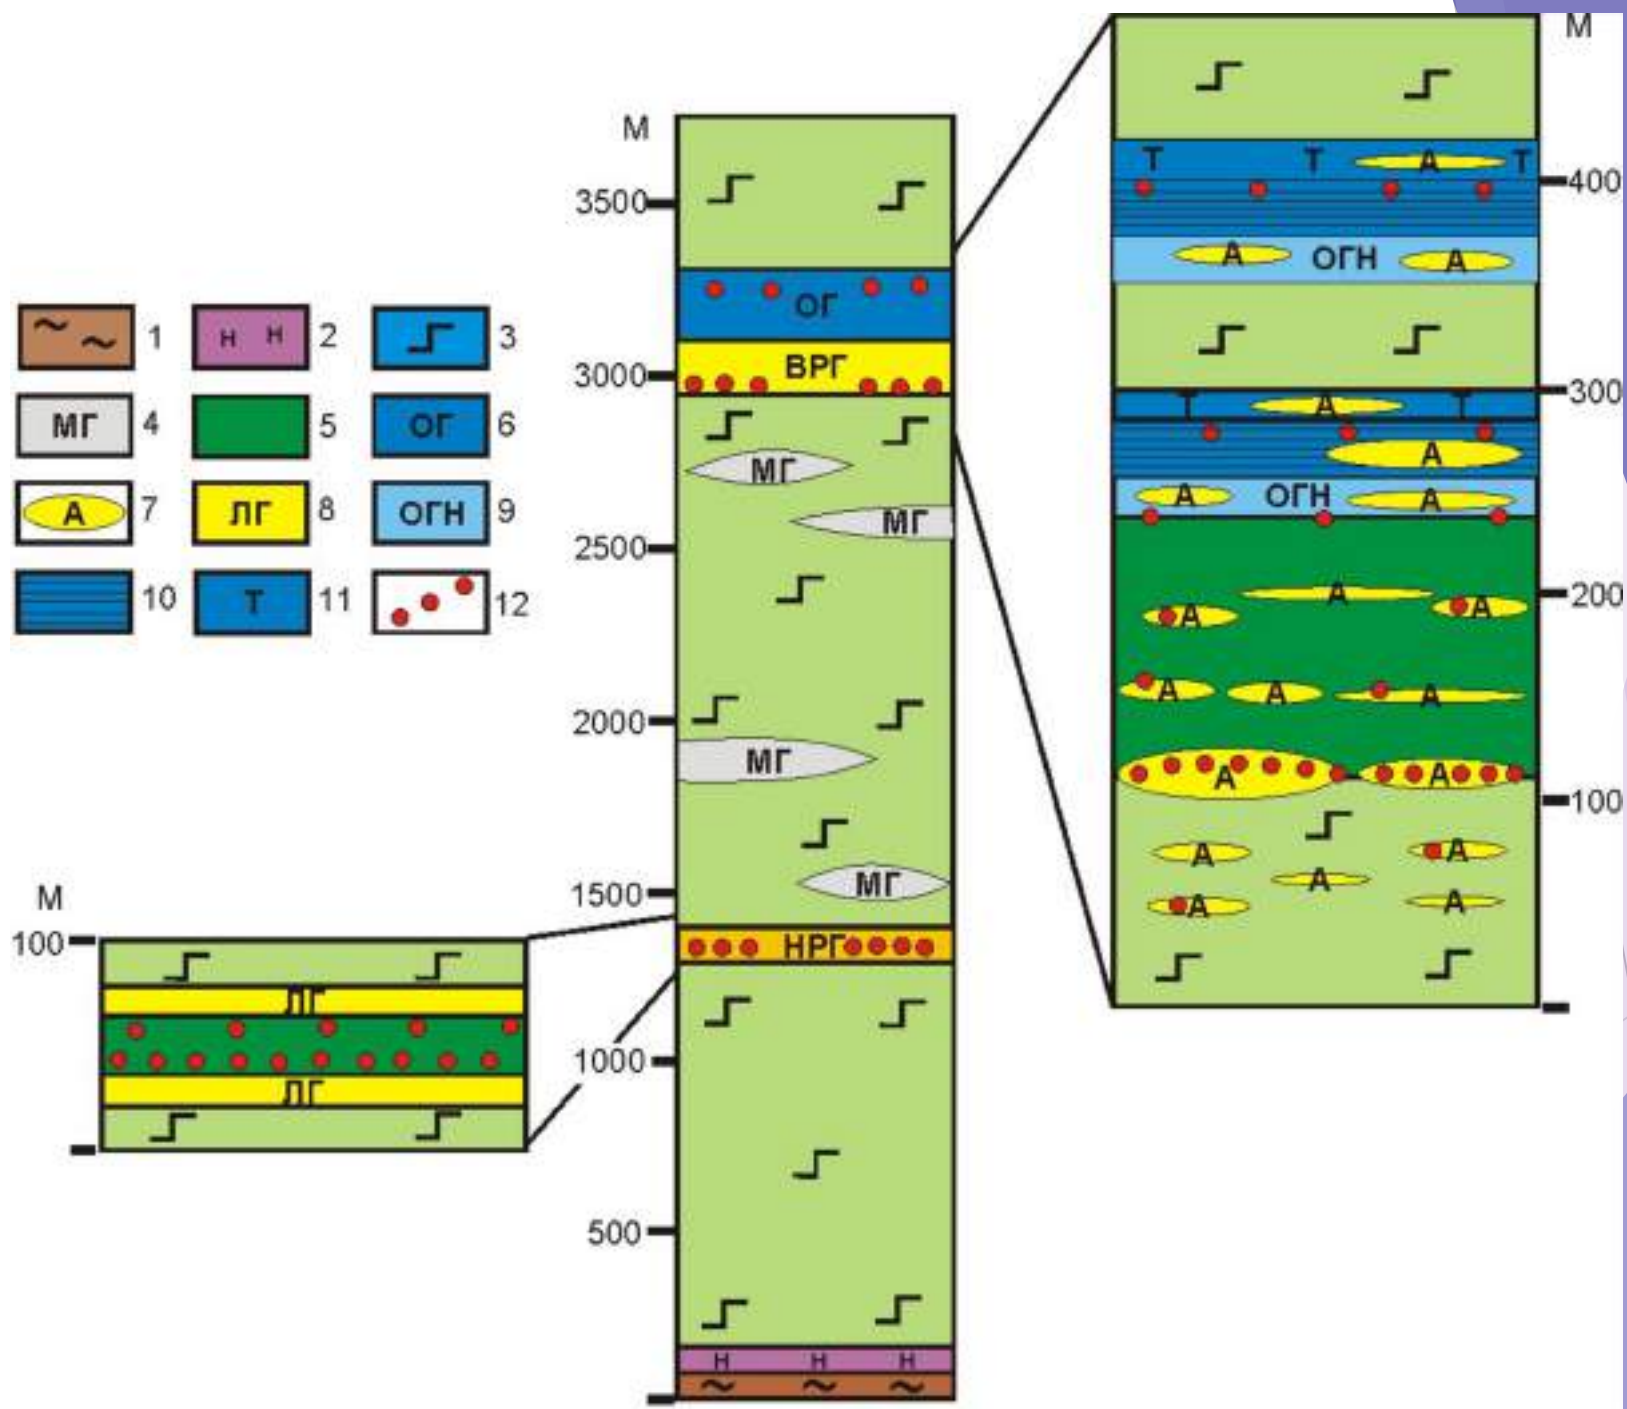 Н Н
1
2
3
МГ
4
5
ОГ
6
А
7
ЛГ
8
ОГН
9
10
Т
11
12
М
100
ЛГ
ЛГ
М
3500
3000
2500
2000
1500
1000
500
ОГ
ВРГ
МГ
МГ
МГ
МГ
НРГ
Н Н Н
М
400
300
200
100
Т Т А Т
А ОГН А
Т А Т
А
А ОГН А
А
А А
А А А
А А
А А
А
А А